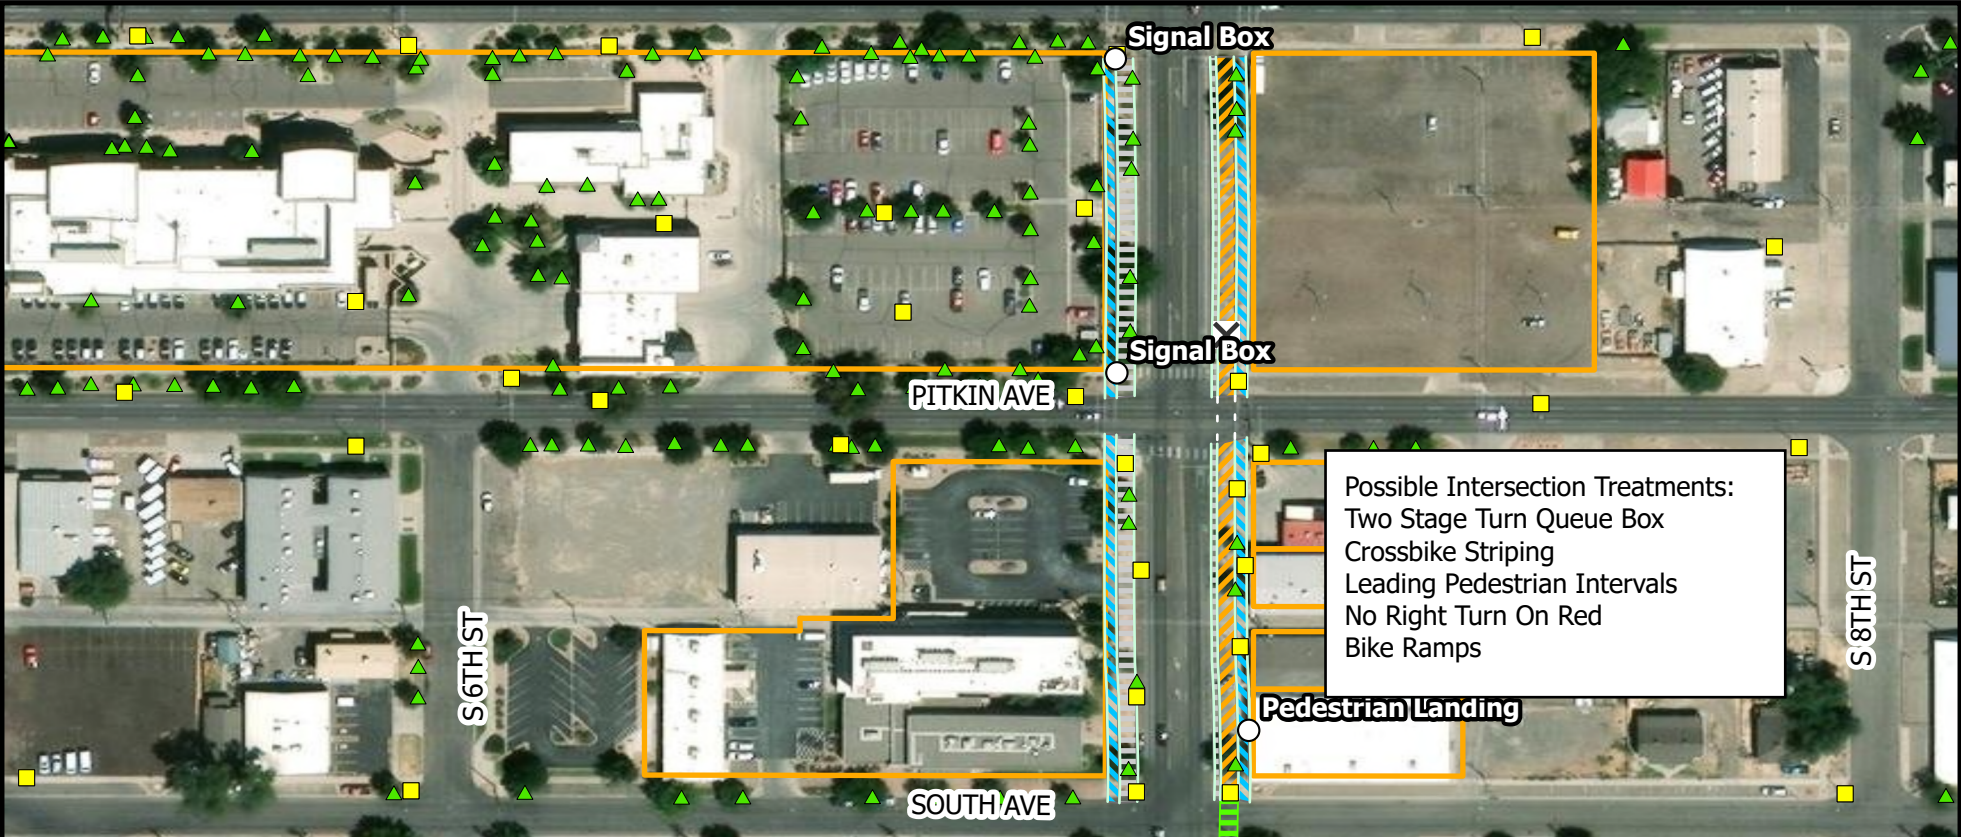 Signal Box
Signal Box
PITKIN AVE
Possible Intersection Treatments:
Two Stage Turn Queue Box
Crossbike Striping
Leading Pedestrian Intervals
No Right Turn On Red
Bike Ramps
S 6TH ST
S 8TH ST
Pedestrian Landing
SOUTH AVE